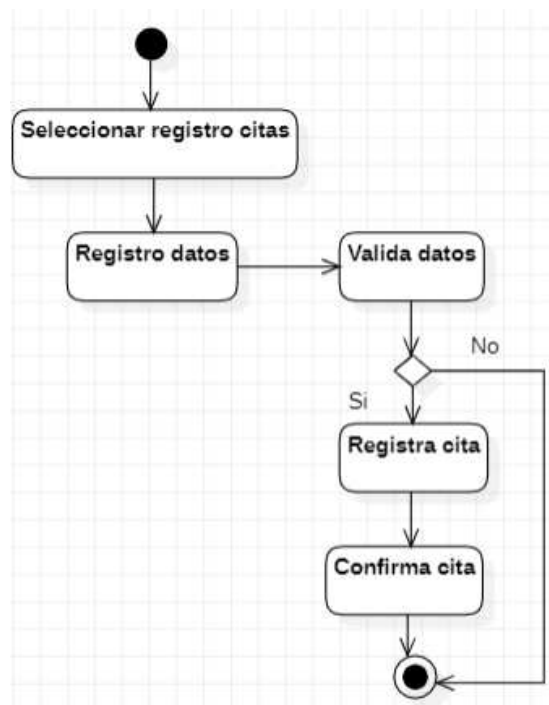 Seleccionar registro citas
Registro datos
Valida datos
No
Si
Registra cita
Confirma cita